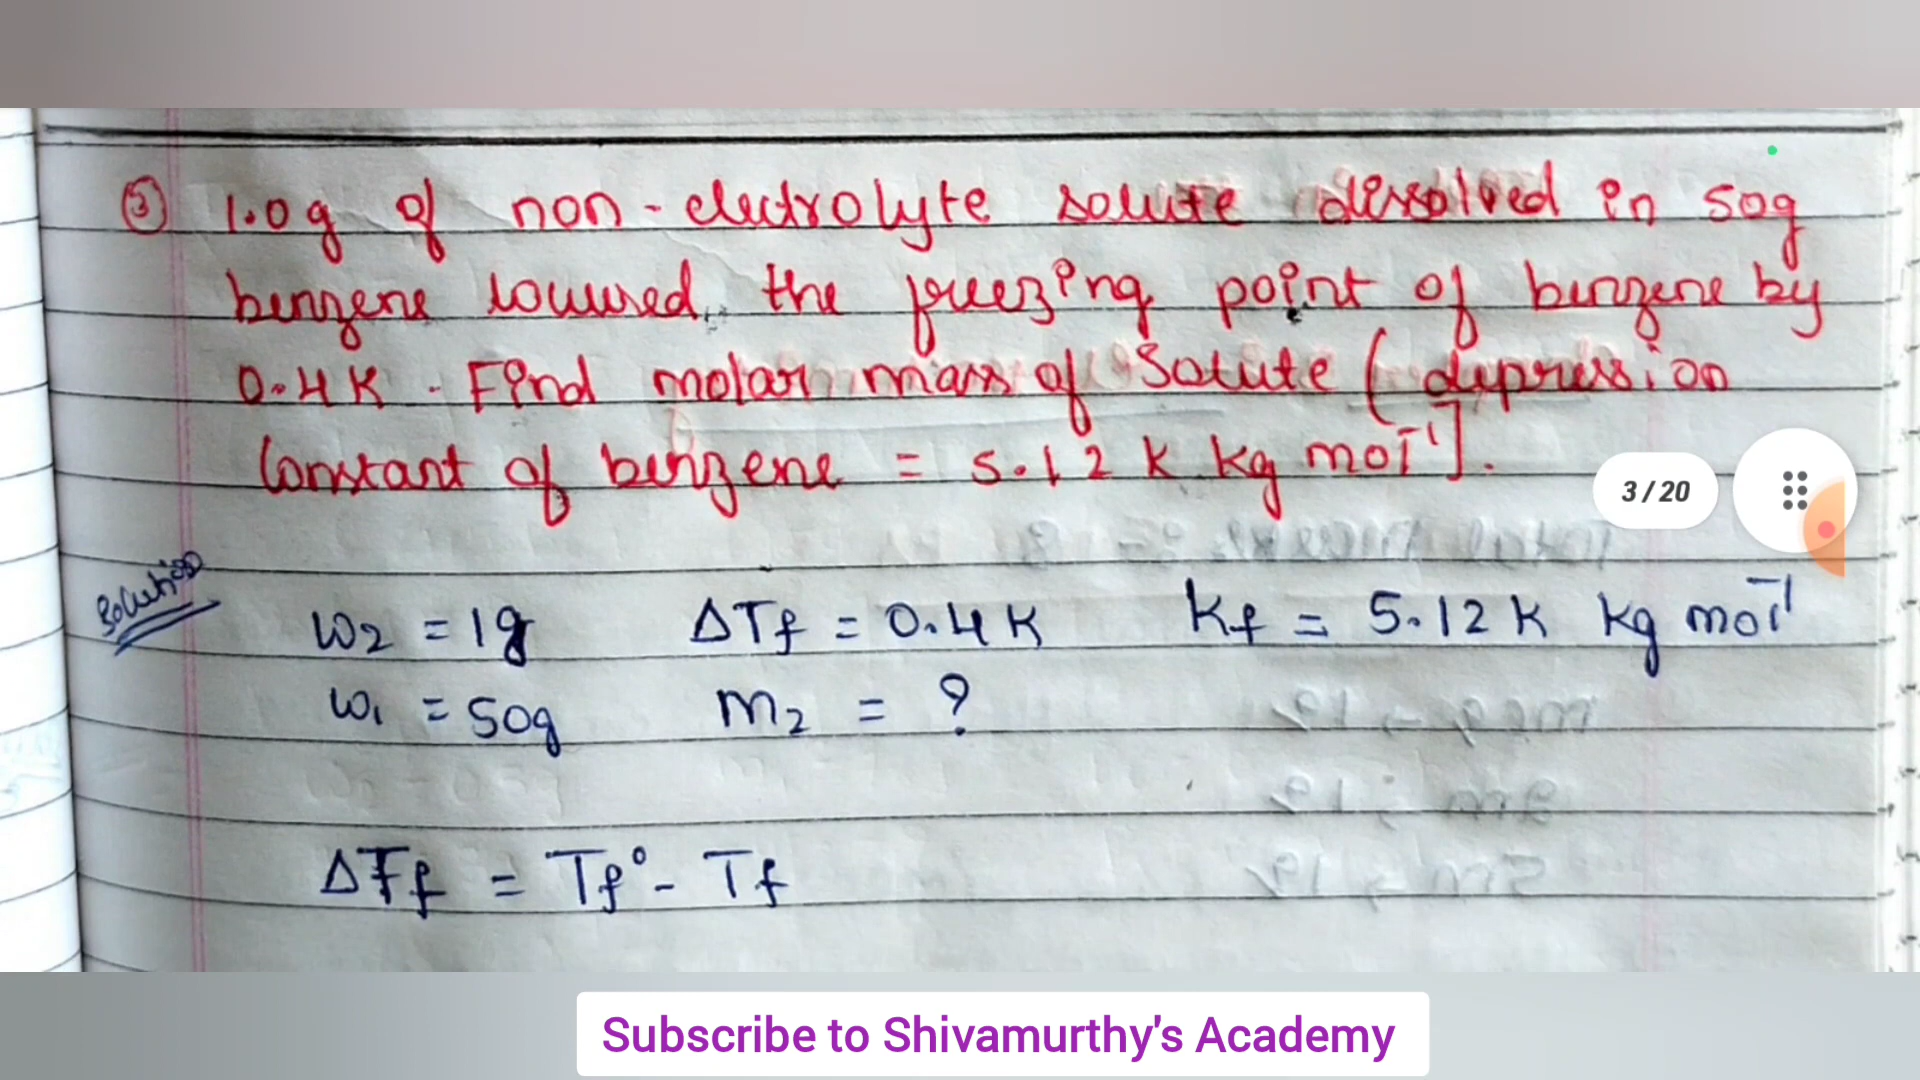 ③ 1.0g of non-electrolyte solute dissolved in 50g
benzene lowered the freezing point of benzene by
0.4K. Find molar mass of Solute ( depression
Constant of benzene = 5.12 K kg mol⁻¹].
3 / 20
Solution
W₂ = 1g ΔTf = 0.4K Kf = 5.12 K kg mol⁻¹
W₁ = 50g M₂ = ?
ΔTf = Tf° - Tf
Subscribe to Shivamurthy's Academy